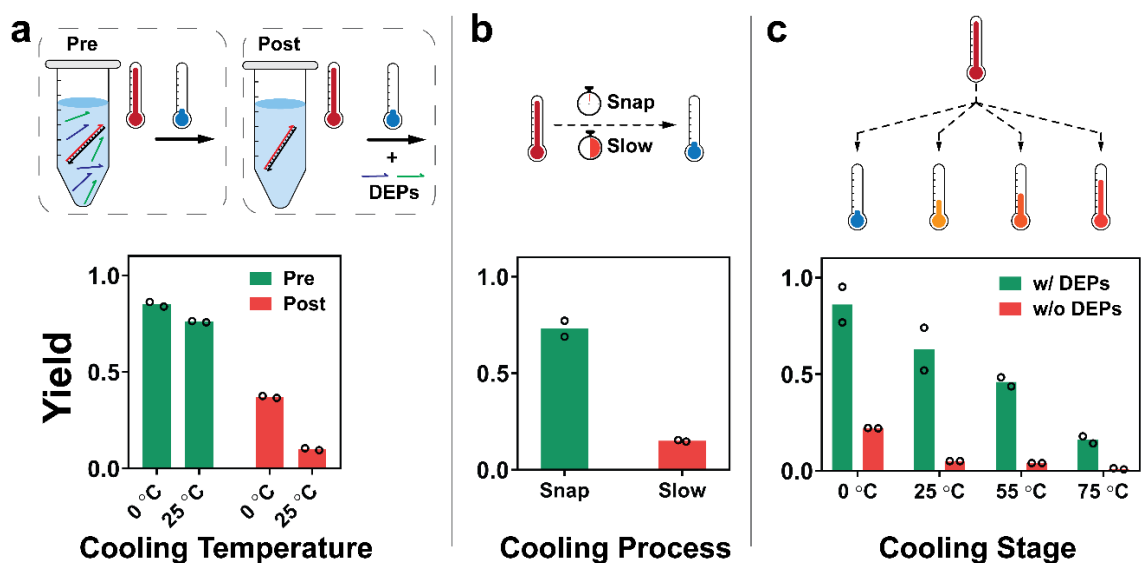 a
Pre
Post
+
DEPs
1.0
0.5
0.0
Yield
Pre
Post
0 °C
25 °C
0 °C
25 °C
Cooling Temperature
b
Snap
Slow
1.0
0.5
0.0
Snap
Slow
Cooling Process
c
1.0
0.5
0.0
w/ DEPs
w/o DEPs
0 °C
25 °C
55 °C
75 °C
Cooling Stage